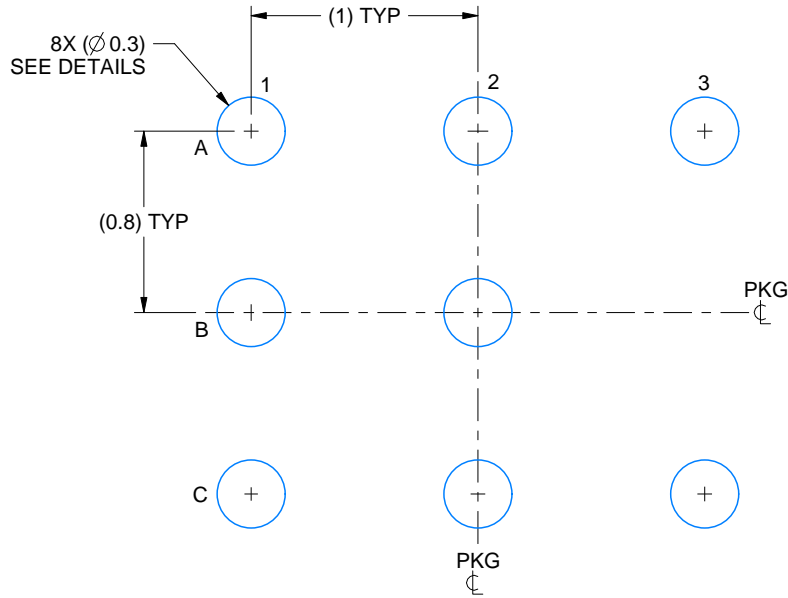 (1) TYP
8X (∅ 0.3)
SEE DETAILS
1
2
3
A
(0.8) TYP
B
PKG
℄
C
PKG
℄